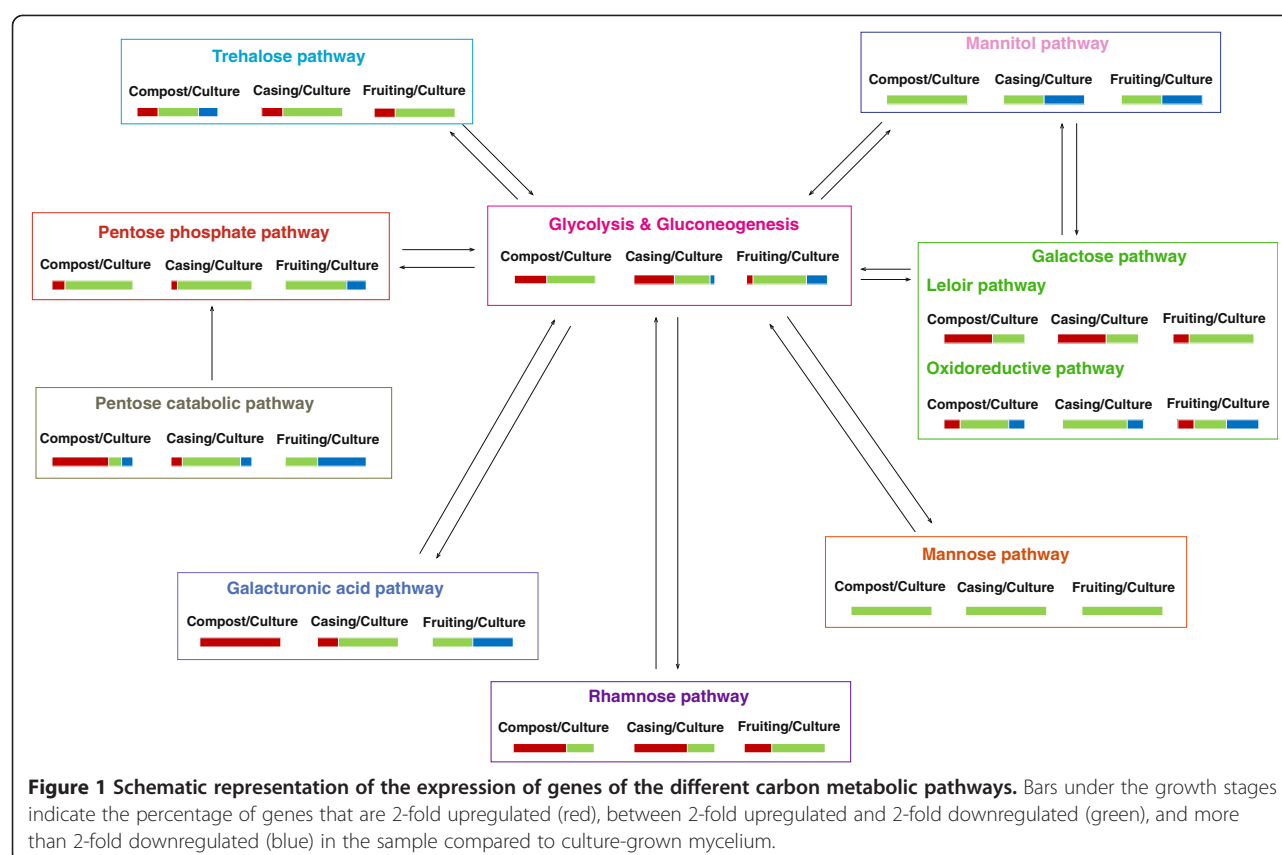 Trehalose pathway
Compost/Culture Casing/Culture Fruiting/Culture
Mannitol pathway
Compost/Culture Casing/Culture Fruiting/Culture
Pentose phosphate pathway
Compost/Culture Casing/Culture Fruiting/Culture
Glycolysis & Gluconeogenesis
Compost/Culture Casing/Culture Fruiting/Culture
Galactose pathway
Leloir pathway
Compost/Culture Casing/Culture Fruiting/Culture
Oxidoreductive pathway
Compost/Culture Casing/Culture Fruiting/Culture
Pentose catabolic pathway
Compost/Culture Casing/Culture Fruiting/Culture
Mannose pathway
Compost/Culture Casing/Culture Fruiting/Culture
Galacturonic acid pathway
Compost/Culture Casing/Culture Fruiting/Culture
Rhamnose pathway
Compost/Culture Casing/Culture Fruiting/Culture
Figure 1 Schematic representation of the expression of genes of the different carbon metabolic pathways. Bars under the growth stages
indicate the percentage of genes that are 2-fold upregulated (red), between 2-fold upregulated and 2-fold downregulated (green), and more
than 2-fold downregulated (blue) in the sample compared to culture-grown mycelium.